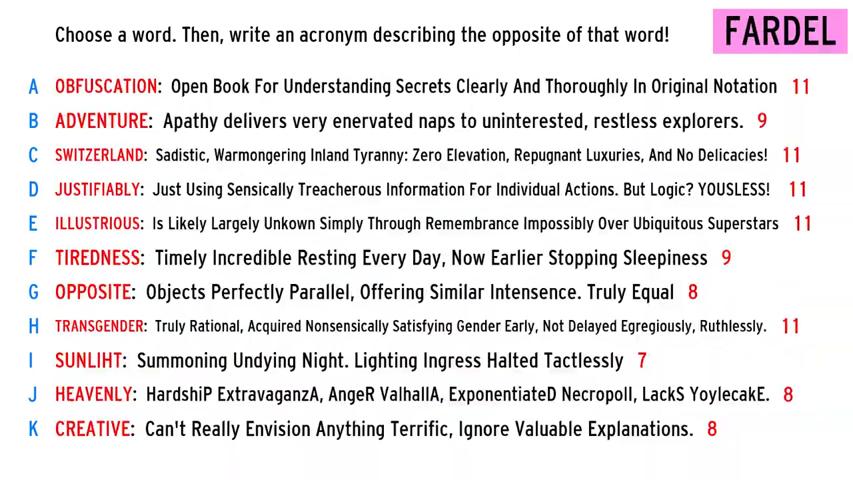 Choose a word. Then, write an acronym describing the opposite of that word!
FARDEL
A OBFUSCATION: Open Book For Understanding Secrets Clearly And Thoroughly In Original Notation 11
B ADVENTURE: Apathy delivers very enervated naps to uninterested, restless explorers. 9
C SWITZERLAND: Sadistic, Warmongering Inland Tyranny: Zero Elevation, Repugnant Luxuries, And No Delicacies! 11
D JUSTIFIABLY: Just Using Sensically Treacherous Information For Individual Actions. But Logic? YOUSLESS! 11
E ILLUSTRIOUS: Is Likely Largely Unkown Simply Through Remembrance Impossibly Over Ubiquitous Superstars 11
F TIREDNESS: Timely Incredible Resting Every Day, Now Earlier Stopping Sleepiness 9
G OPPOSITE: Objects Perfectly Parallel, Offering Similar Intensence. Truly Equal 8
H TRANSGENDER: Truly Rational, Acquired Nonsensically Satisfying Gender Early, Not Delayed Egregiously, Ruthlessly. 11
I SUNLIHT: Summoning Undying Night. Lighting Ingress Halted Tactlessly 7
J HEAVENLY: HardshiP ExtravaganzA, AngeR ValhallA, ExponentiateD Necropoll, LackS YoylecakE. 8
K CREATIVE: Can't Really Envision Anything Terrific, Ignore Valuable Explanations. 8